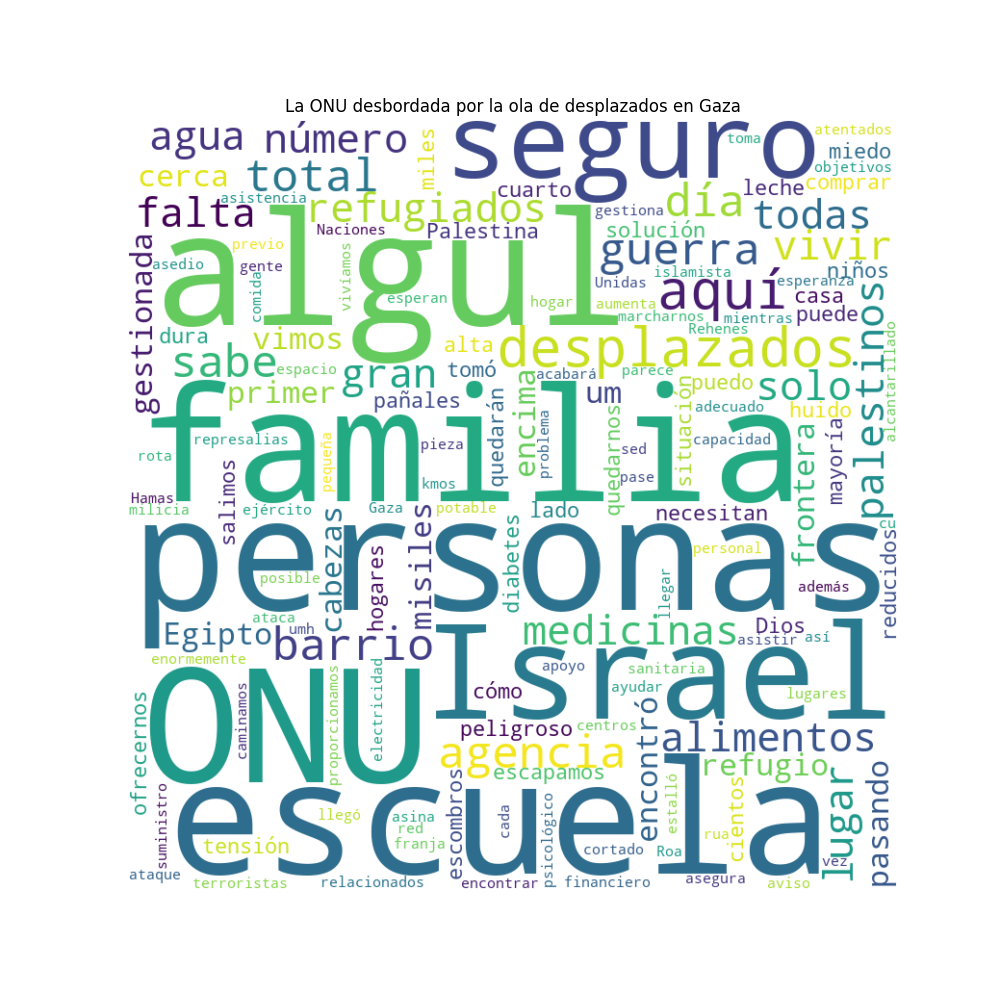 La ONU desbordada por la ola de desplazados en Gaza
agua número miles seguro toma atentados
miedo
objetivos
cerca total asistencia cuarto día leche comprar
falta refugiados Naciones Palestina gestiona solución todas
gestionada previo algul guerra vivir
asedio gente comida vivíamos esperan hogar Unidas islamista esperanza niños
aumenta aquí casa
marcharnos mientras puede
dura vimos alta desplazados Rehenes palestinos alcantarillado
sabe espacio gran tomó acabará parece
primer pañales quedarán encima um puedo solo
familia problema quedarnos situación adecuado huido
represalias pieza sed capacidad mayoría
rota pequeña kmos pase frontera
Hamas salimos
milicia ejército Gaza potable lado necesitan
personas cabezas hogares misiles diabetes personal reducidos cc
posible llegar además
ataca
Egipto umh barrio medicinas Dios asistir así
enormemente Israel apoyo sanitaria
ofrecernos caminamos proporcionamos electricidad cómo ayudar lugares
ONU peligroso centros encontró alimentos
agencia refugio
escapamos
suministro llegó asina escombros cada psicológico estalló cientos lugar pasando
red rua
tensión franja escuela cortado Roa vez
ataque terroristas relacionados encontrar financiero asegura aviso